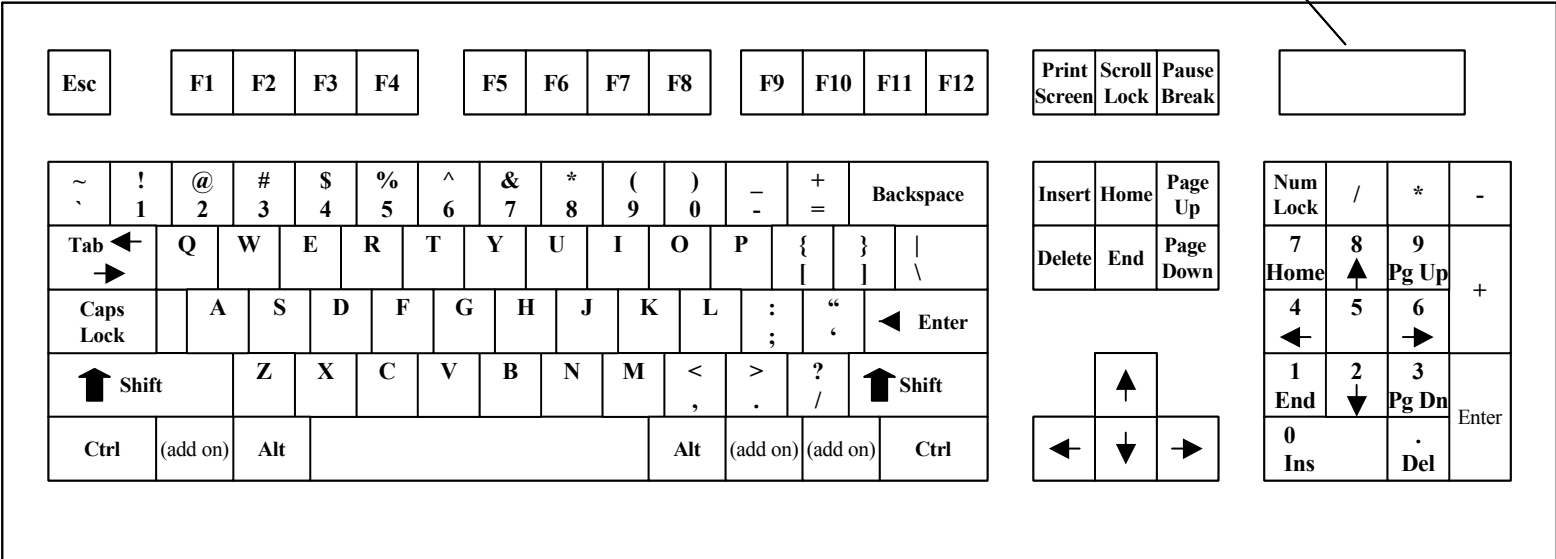 Esc F1 F2 F3 F4 F5 F6 F7 F8 F9 F10 F11 F12 Print Scroll Pause
Screen Lock Break
~ ! @ # $ % ^ & * ( ) _ + Backspace Insert Home Page Num / * -
` 1 2 3 4 5 6 7 8 9 0 - = Up Lock
Tab Q W E R T Y U I O P { } | Delete End Page 7 8 9 +
[ ] \ Down Home Pg Up
Caps A S D F G H J K L : “ Enter 4 5 6
Lock ; ‘
Shift Z X C V B N M < > ? Shift 1 2 3 Enter
, . / End Pg Dn
Ctrl (add on) Alt Alt (add on) (add on) Ctrl 0 .
Ins Del